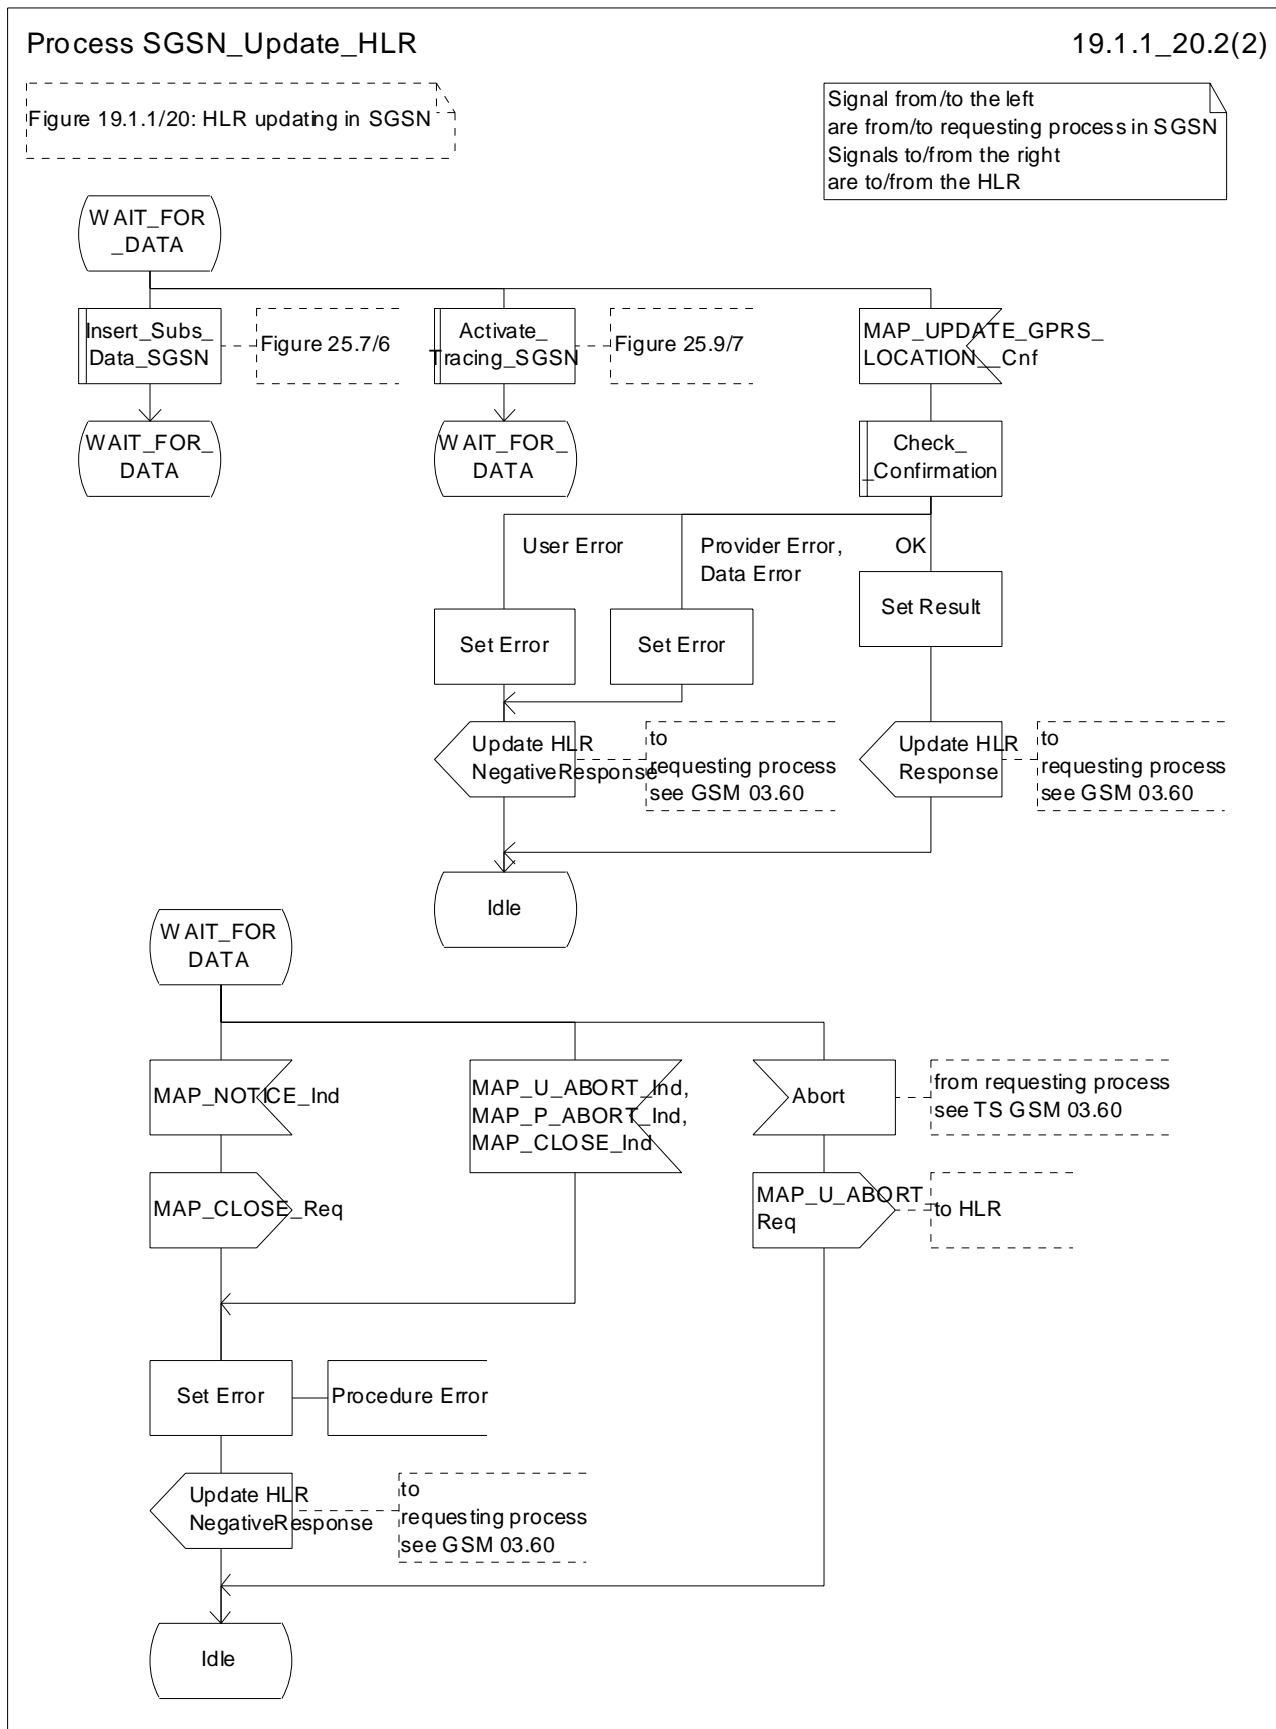 Process SGSN_Update_HLR
19.1.1_20.2(2)
Figure 19.1.1/20: HLR updating in SGSN
Signal from/to the left
are from/to requesting process in SGSN
Signals to/from the right
are to/from the HLR
WAIT_FOR
_DATA
Insert_Subs_
Data_SGSN
Figure 25.7/6
Activate_
Tracing_SGSN
Figure 25.9/7
MAP_UPDATE_GPRS_
LOCATION__Cnf
WAIT_FOR_
DATA
WAIT_FOR_
DATA
Check_
_Confirmation
User Error
Provider Error,
Data Error
OK
Set Error
Set Error
Set Result
Update HLR
NegativeResponse
to
requesting process
see GSM 03.60
Update HLR
Response
to
requesting process
see GSM 03.60
Idle
WAIT_FOR
DATA
MAP_NOTICE_Ind
MAP_U_ABORT_Ind,
MAP_P_ABORT_Ind,
MAP_CLOSE_Ind
Abort
from requesting process
see TS GSM 03.60
MAP_CLOSE_Req
MAP_U_ABORT_
Req
to HLR
Set Error
Procedure Error
Update HLR
NegativeResponse
to
requesting process
see GSM 03.60
Idle